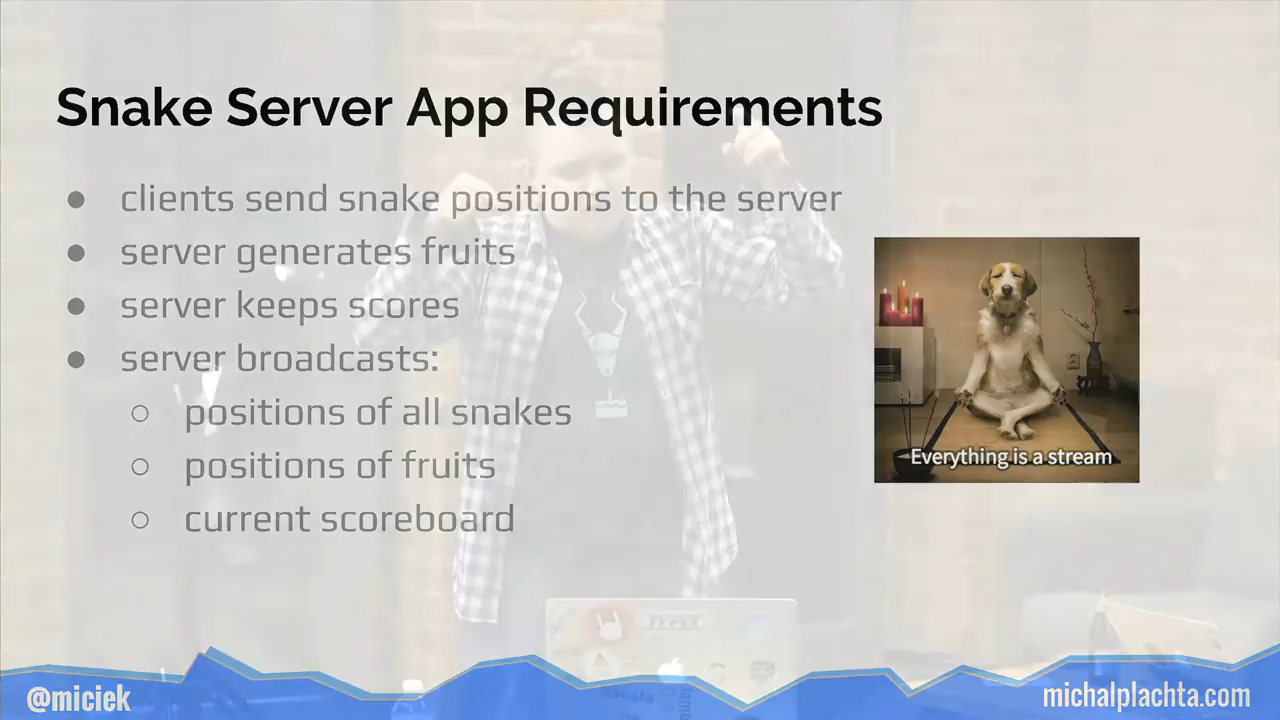 Snake Server App Requirements
● clients send snake positions to the server
● server generates fruits
● server keeps scores
● server broadcasts:
○ positions of all snakes
○ positions of fruits
○ current scoreboard
Everything is a stream
@miciek
michalplachta.com